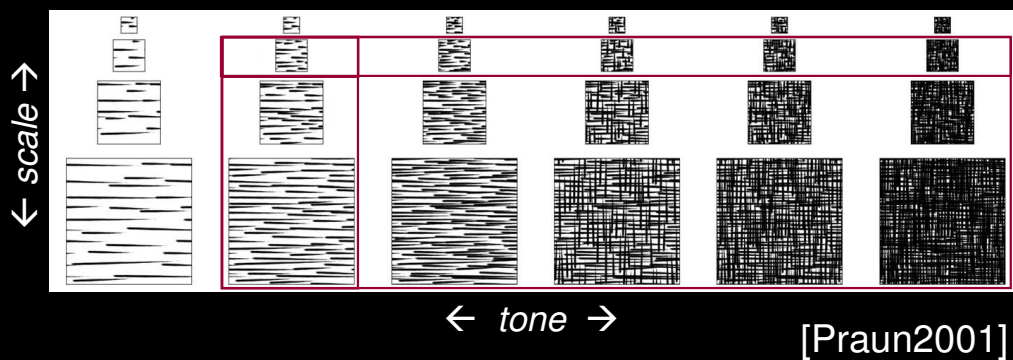 ← scale →
← tone →
[Praun2001]